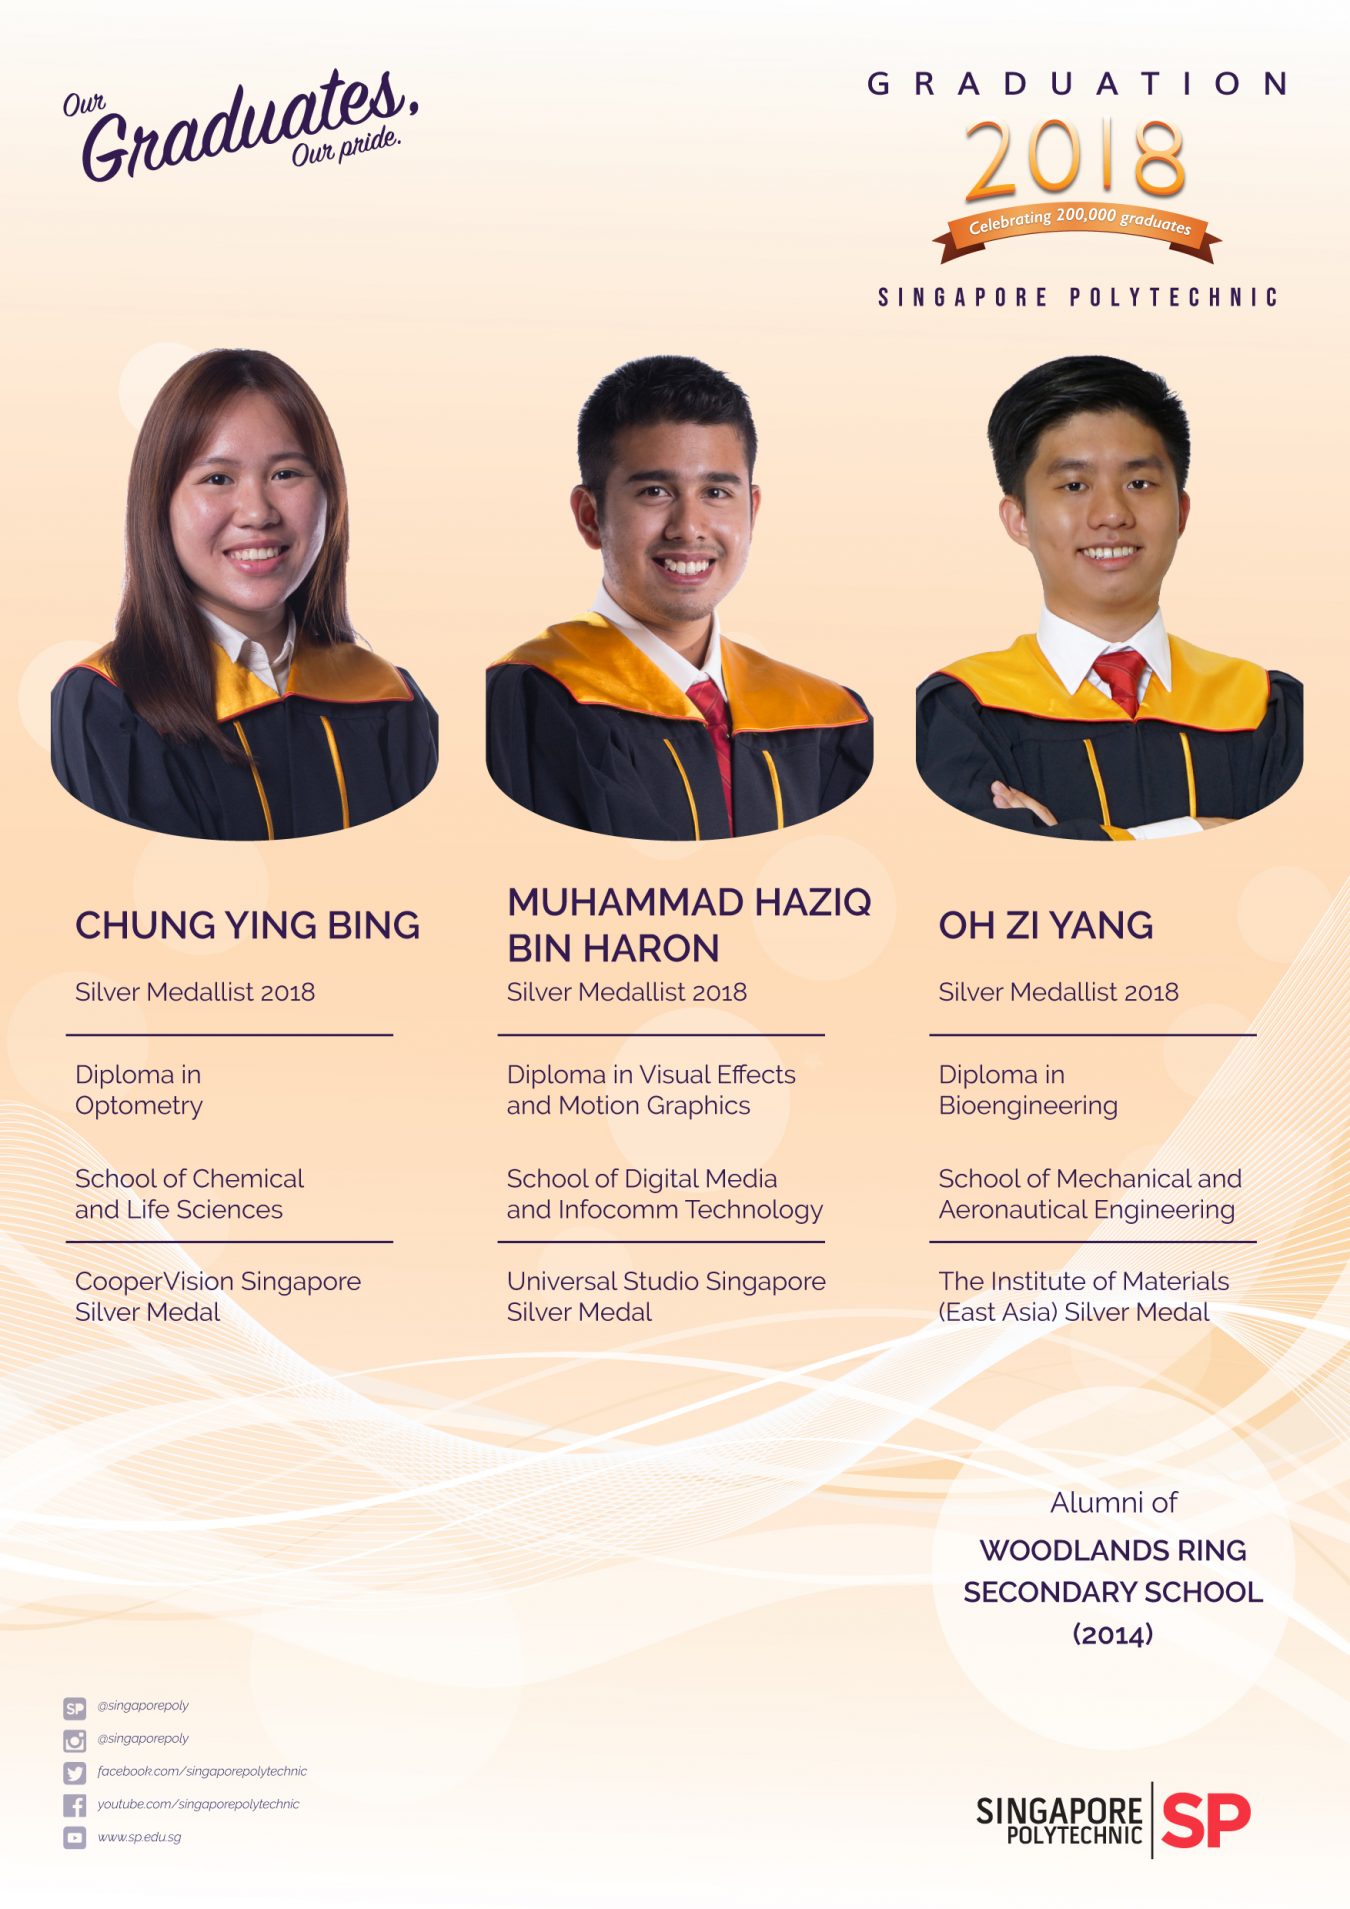 Our
Graduates,
Our pride.
GRADUATION
2018
Celebrating 200,000 graduates
SINGAPORE POLYTECHNIC
CHUNG YING BING
Silver Medallist 2018
Diploma in
Optometry
School of Chemical
and Life Sciences
CooperVision Singapore
Silver Medal
MUHAMMAD HAZIQ
BIN HARON
Silver Medallist 2018
Diploma in Visual Effects
and Motion Graphics
School of Digital Media
and Infocomm Technology
Universal Studio Singapore
Silver Medal
OH ZI YANG
Silver Medallist 2018
Diploma in
Bioengineering
School of Mechanical and
Aeronautical Engineering
The Institute of Materials
(East Asia) Silver Medal
Alumni of
WOODLANDS RING
SECONDARY SCHOOL
(2014)
SP @singaporepoly
@singaporepoly
facebook.com/singaporepolytechnic
youtube.com/singaporepolytechnic
www.sp.edu.sg
SINGAPORE
POLYTECHNIC
SP